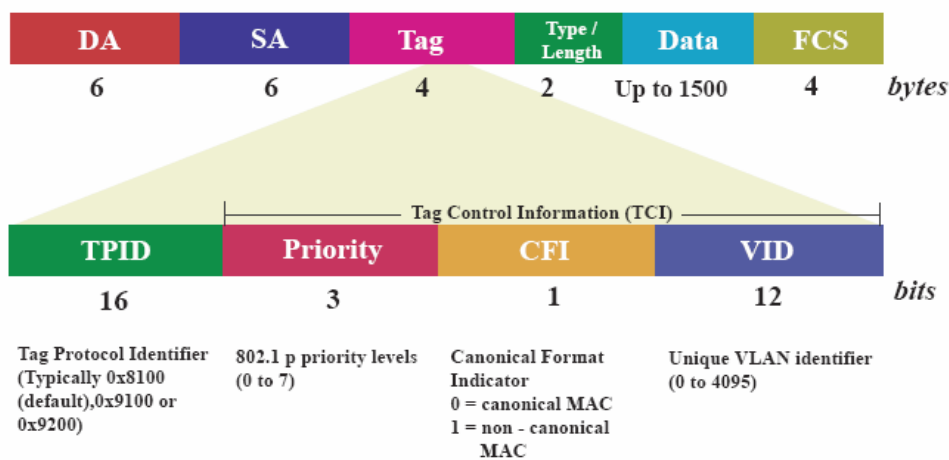 DA SA Tag Type / Length Data FCS
6 6 4 2 Up to 1500 4 bytes
Tag Control Information (TCI)
TPID Priority CFI VID
16 3 1 12 bits
Tag Protocol Identifier
(Typically 0x8100
(default),0x9100 or
0x9200)
802.1 p priority levels
(0 to 7)
Canonical Format
Indicator
0 = canonical MAC
1 = non - canonical
MAC
Unique VLAN identifier
(0 to 4095)